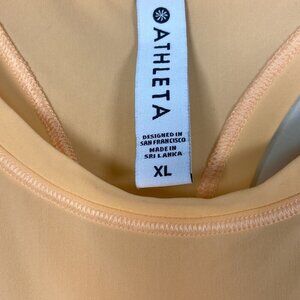 ATHLETA
DESIGNED IN
SAN FRANCISCO
MADE IN
SRI LANKA
XL